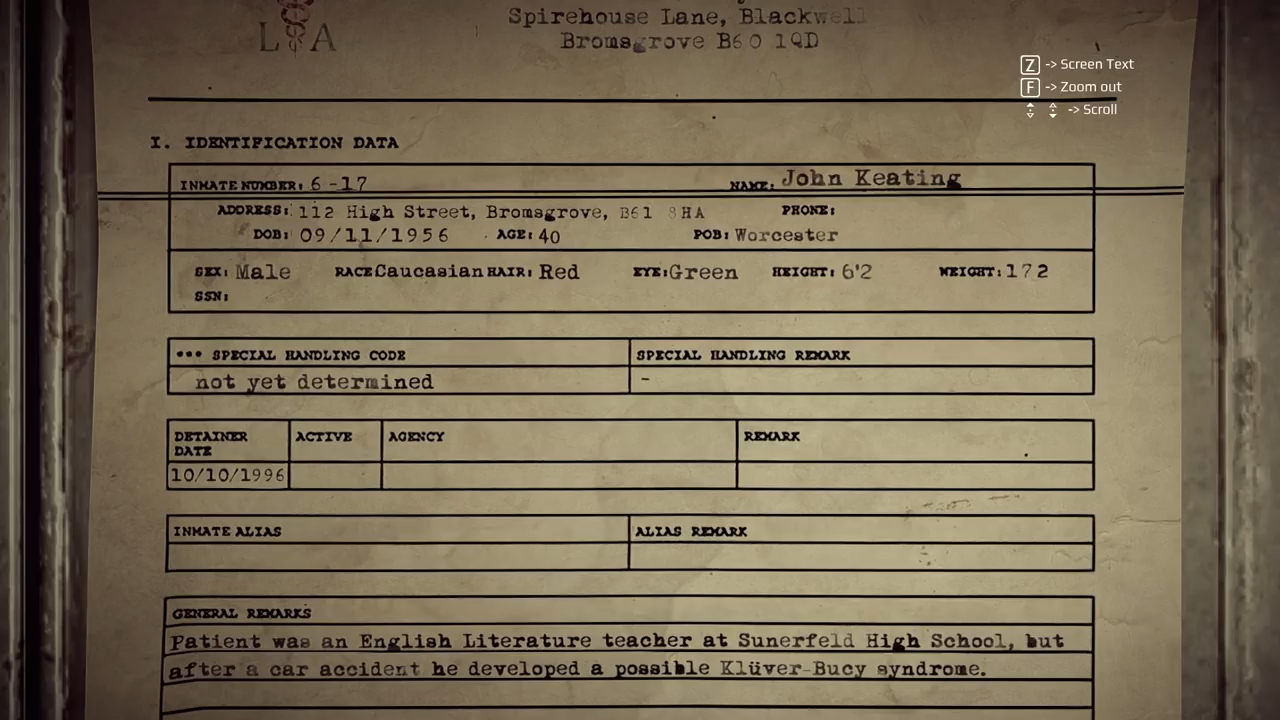 L A
Spirehouse Lane, Blackwell
Bromsgrove B60 1QD
Z -> Screen Text
F -> Zoom out
-> Scroll
I. IDENTIFICATION DATA
INMATE NUMBER: 6-17 NAME: John Keating
ADDRESS: 112 High Street, Bromsgrove, B61 8HA PHONE:
DOB: 09/11/1956 AGE: 40 POB: Worcester
SEX: Male RACE Caucasian HAIR: Red EYE: Green HEIGHT: 6'2 WEIGHT: 172
SSN:
*** SPECIAL HANDLING CODE SPECIAL HANDLING REMARK
not yet determined -
DETAINER DATE ACTIVE AGENCY REMARK
10/10/1996
INMATE ALIAS ALIAS REMARK
GENERAL REMARKS
Patient was an English Literature teacher at Sunerfeld High School, but
after a car accident he developed a possible Klüver-Bucy syndrome.